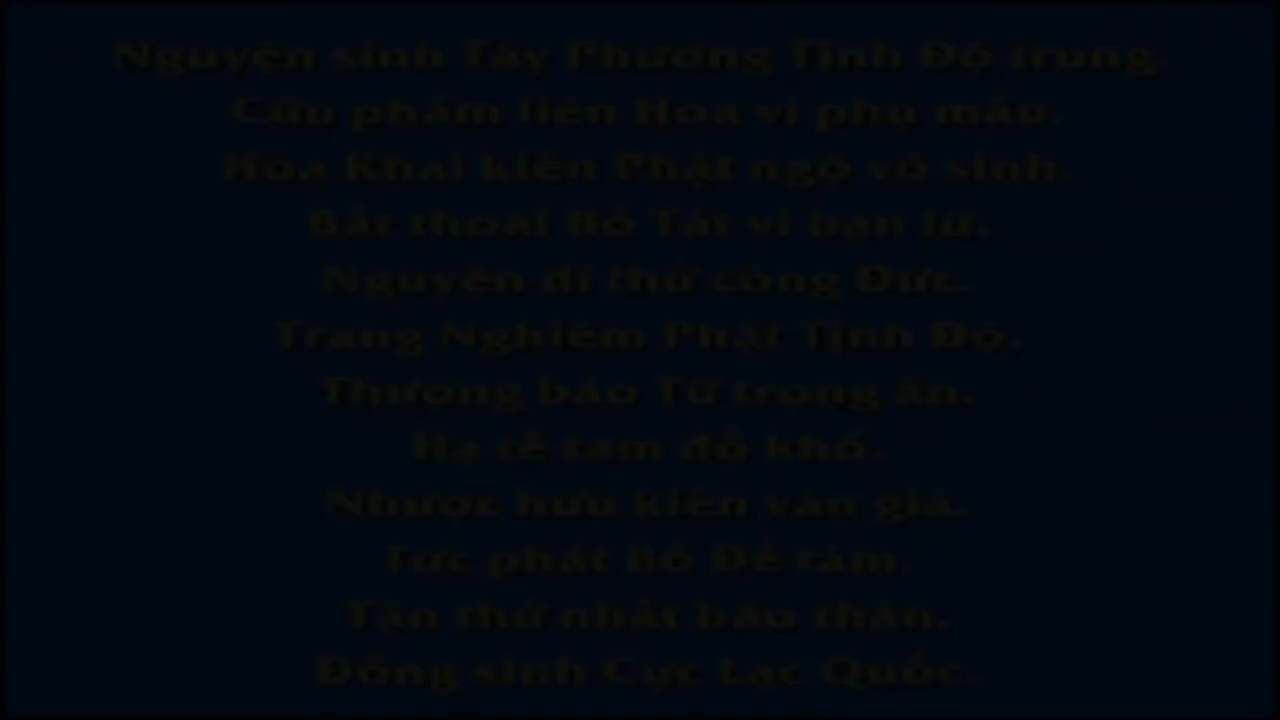 Nguyện sinh Tây Phương Tịnh Độ trung.
Cửu phẩm liên Hoa vi phụ mẫu.
Hoa Khai kiến Phật ngộ vô sinh.
Bất thoái Bồ Tát vi bạn lữ.
Nguyện dĩ thử công Đức.
Trang Nghiêm Phật Tịnh Độ.
Thượng báo Tứ trọng ân.
Hạ tế tam đồ khổ.
Nhược hữu kiến văn giả.
Tức phát Bồ Đề tâm.
Tận thử nhất báo thân.
Đồng sinh Cực Lạc Quốc.